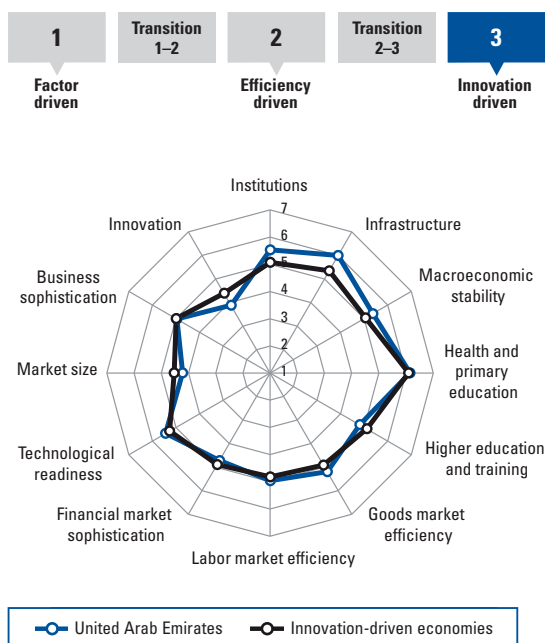 1
Transition
1–2
2
Transition
2–3
3
Factor
driven
Efficiency
driven
Innovation
driven
Institutions
7
6
5
4
3
2
1
Infrastructure
Macroeconomic
stability
Health and
primary
education
Higher education
and training
Goods market
efficiency
Labor market efficiency
Financial market
sophistication
Technological
readiness
Market size
Business
sophistication
Innovation
United Arab Emirates
Innovation-driven economies